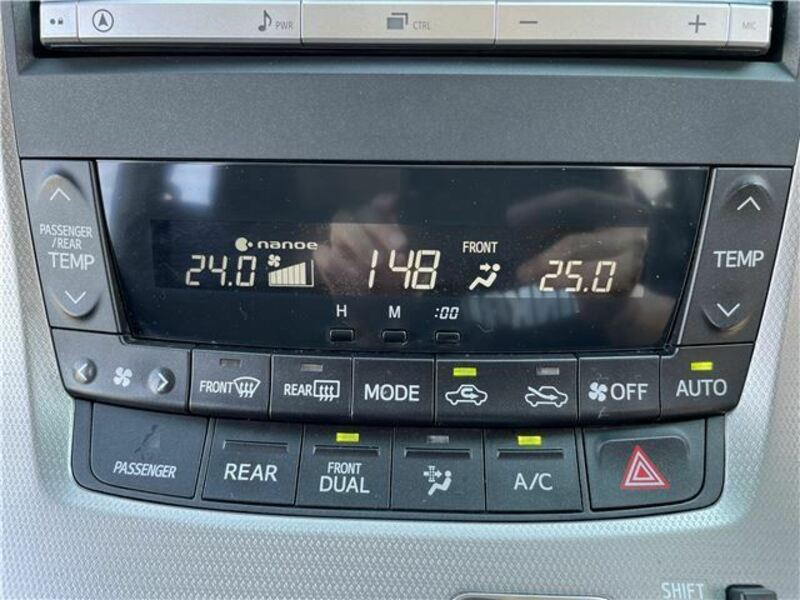 PWR
CTRL
MIC
PASSENGER
/REAR
TEMP
nanoe
24.0
148
FRONT
25.0
H M :00
TEMP
FRONT
REAR
MODE
OFF
AUTO
PASSENGER
REAR
FRONT
DUAL
A/C
SHIFT